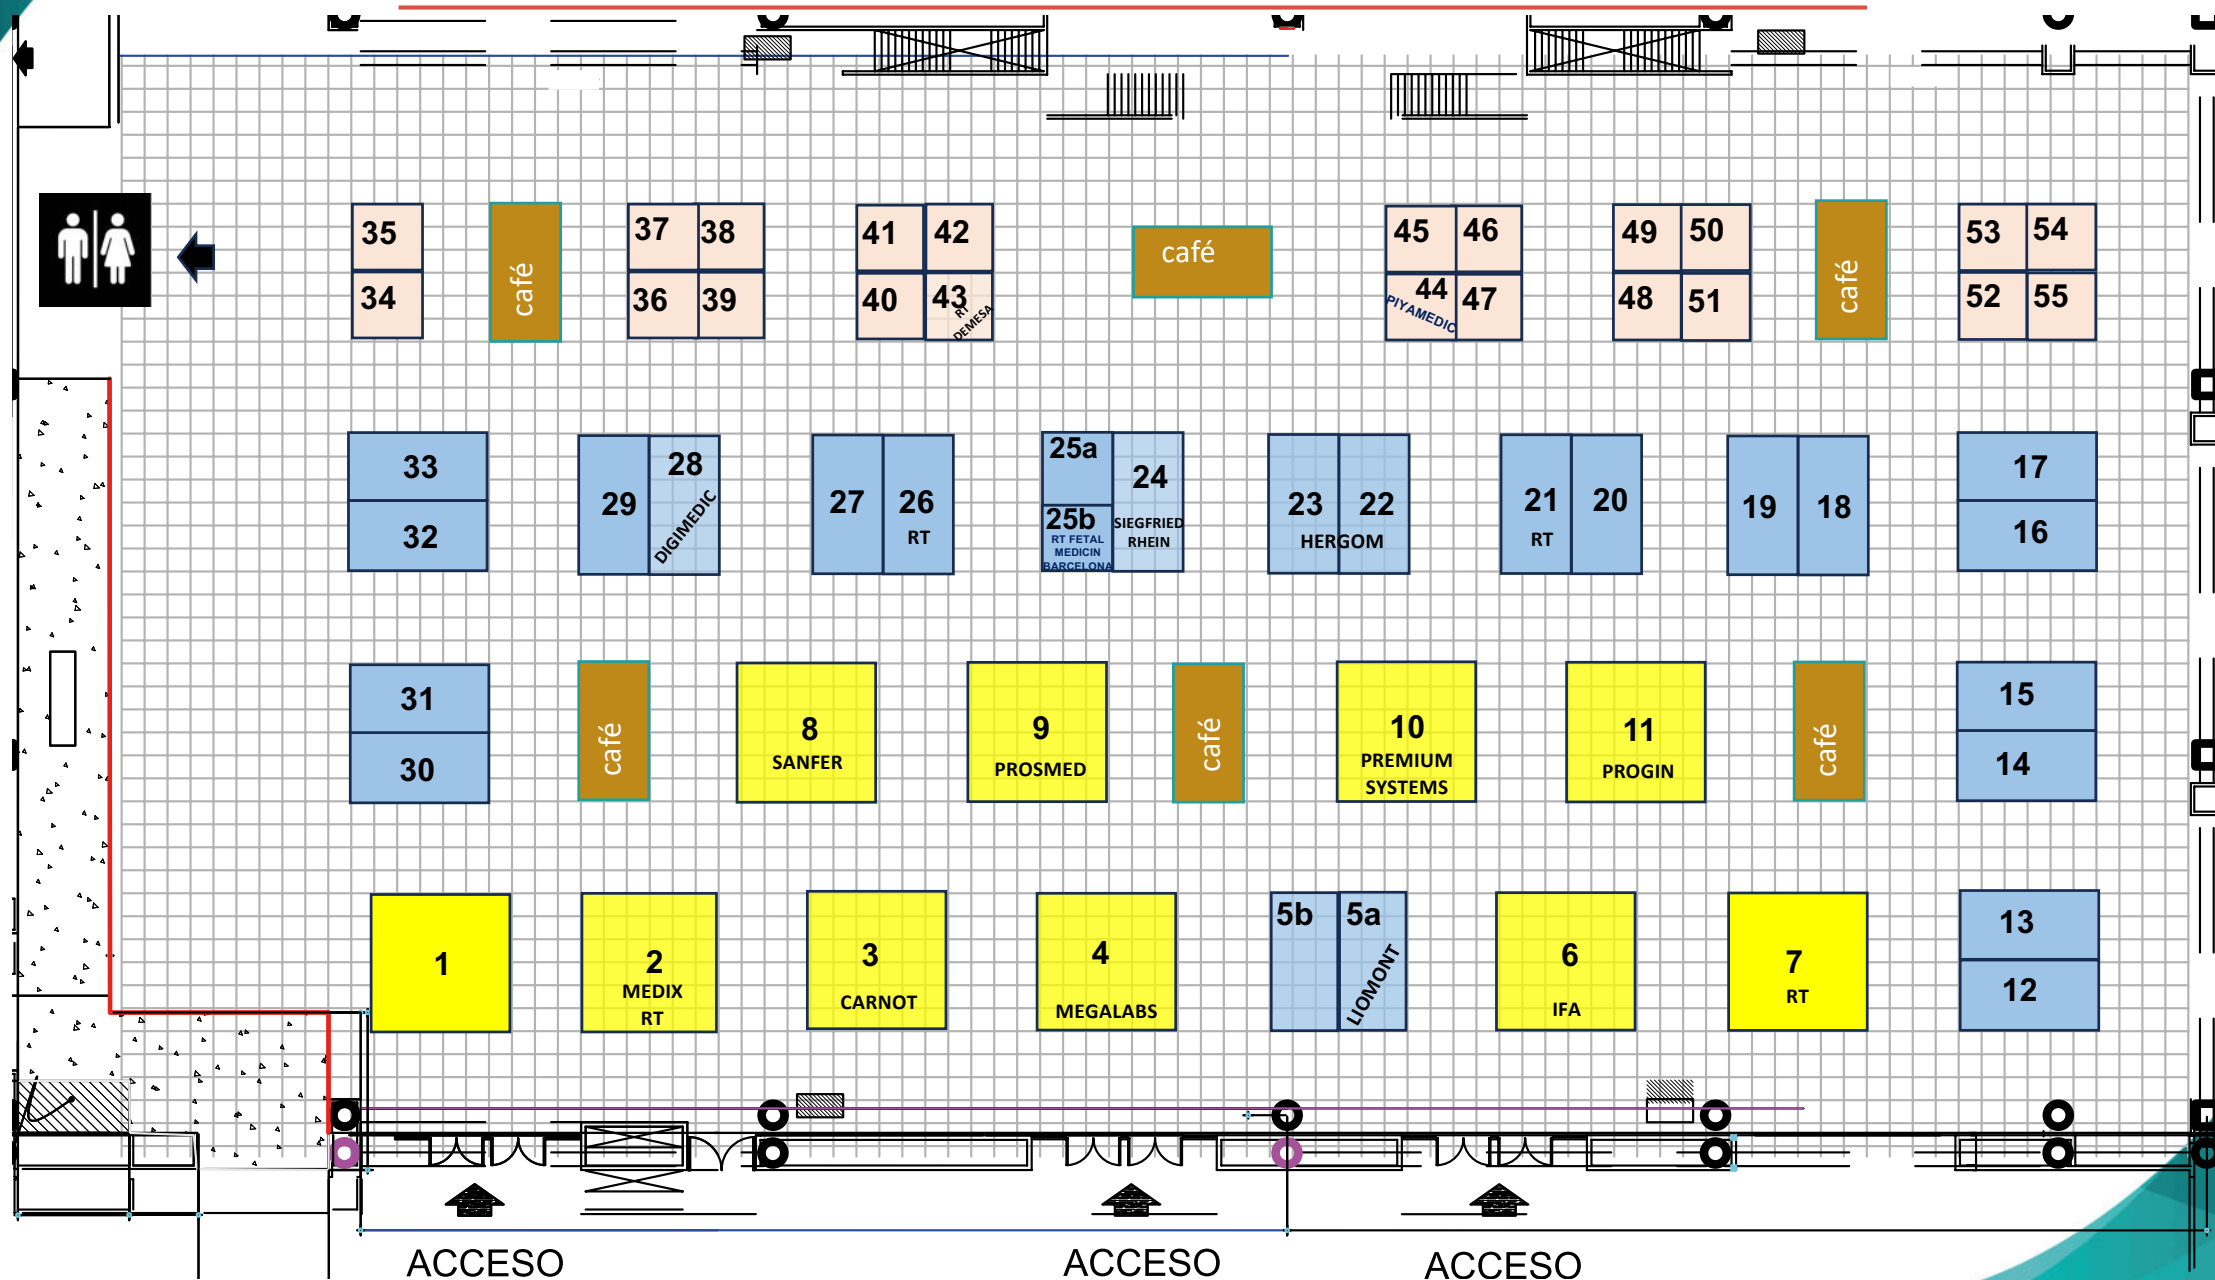 35
café
37
38
41
42
café
45
46
49
50
café
53
54
34
36
39
40
43
RT
DEMESA
44
PIYAMEDIC
47
48
51
52
55
33
32
29
28
DIGIMEDIC
27
26
RT
25a
25b
RT FETAL
MEDICIN
BARCELONA
24
SIEGFRIED
RHEIN
23
22
HERGOM
21
RT
20
19
18
17
16
31
30
café
8
SANFER
9
PROSMED
café
10
PREMIUM
SYSTEMS
11
PROGIN
café
15
14
1
2
MEDIX
RT
3
CARNOT
4
MEGALABS
5b
5a
LIOMONT
6
IFA
7
RT
13
12
ACCESO
ACCESO
ACCESO